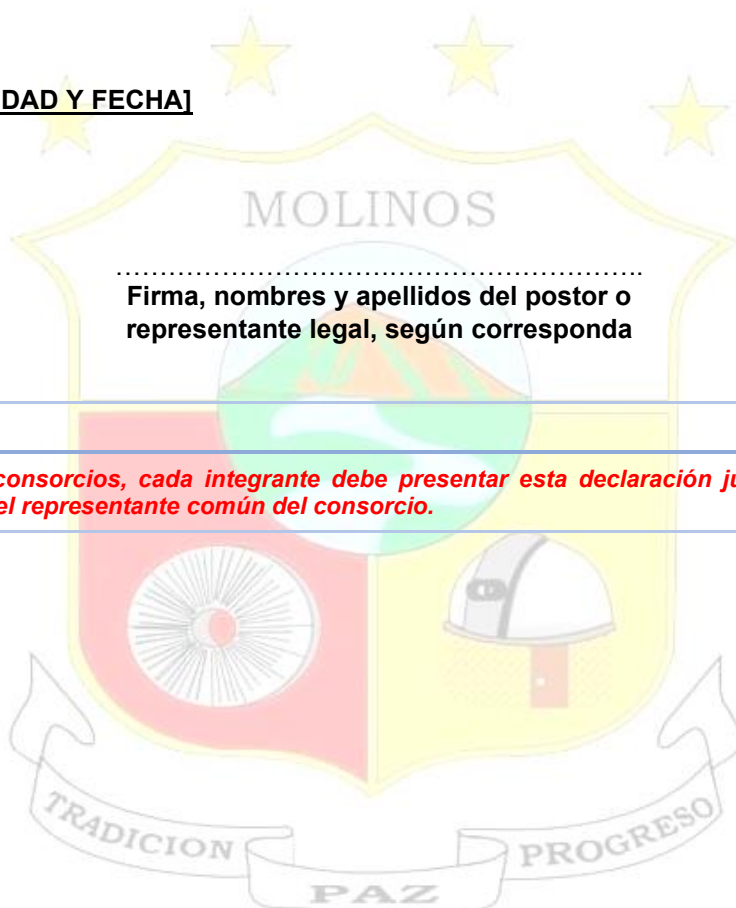 DAD Y FECHA]
MOLINOS
……………………………………………………..
Firma, nombres y apellidos del postor o
representante legal, según corresponda
consorcios, cada integrante debe presentar esta declaración ju
el representante común del consorcio.
TRADICION
PROGRESO
PAZ